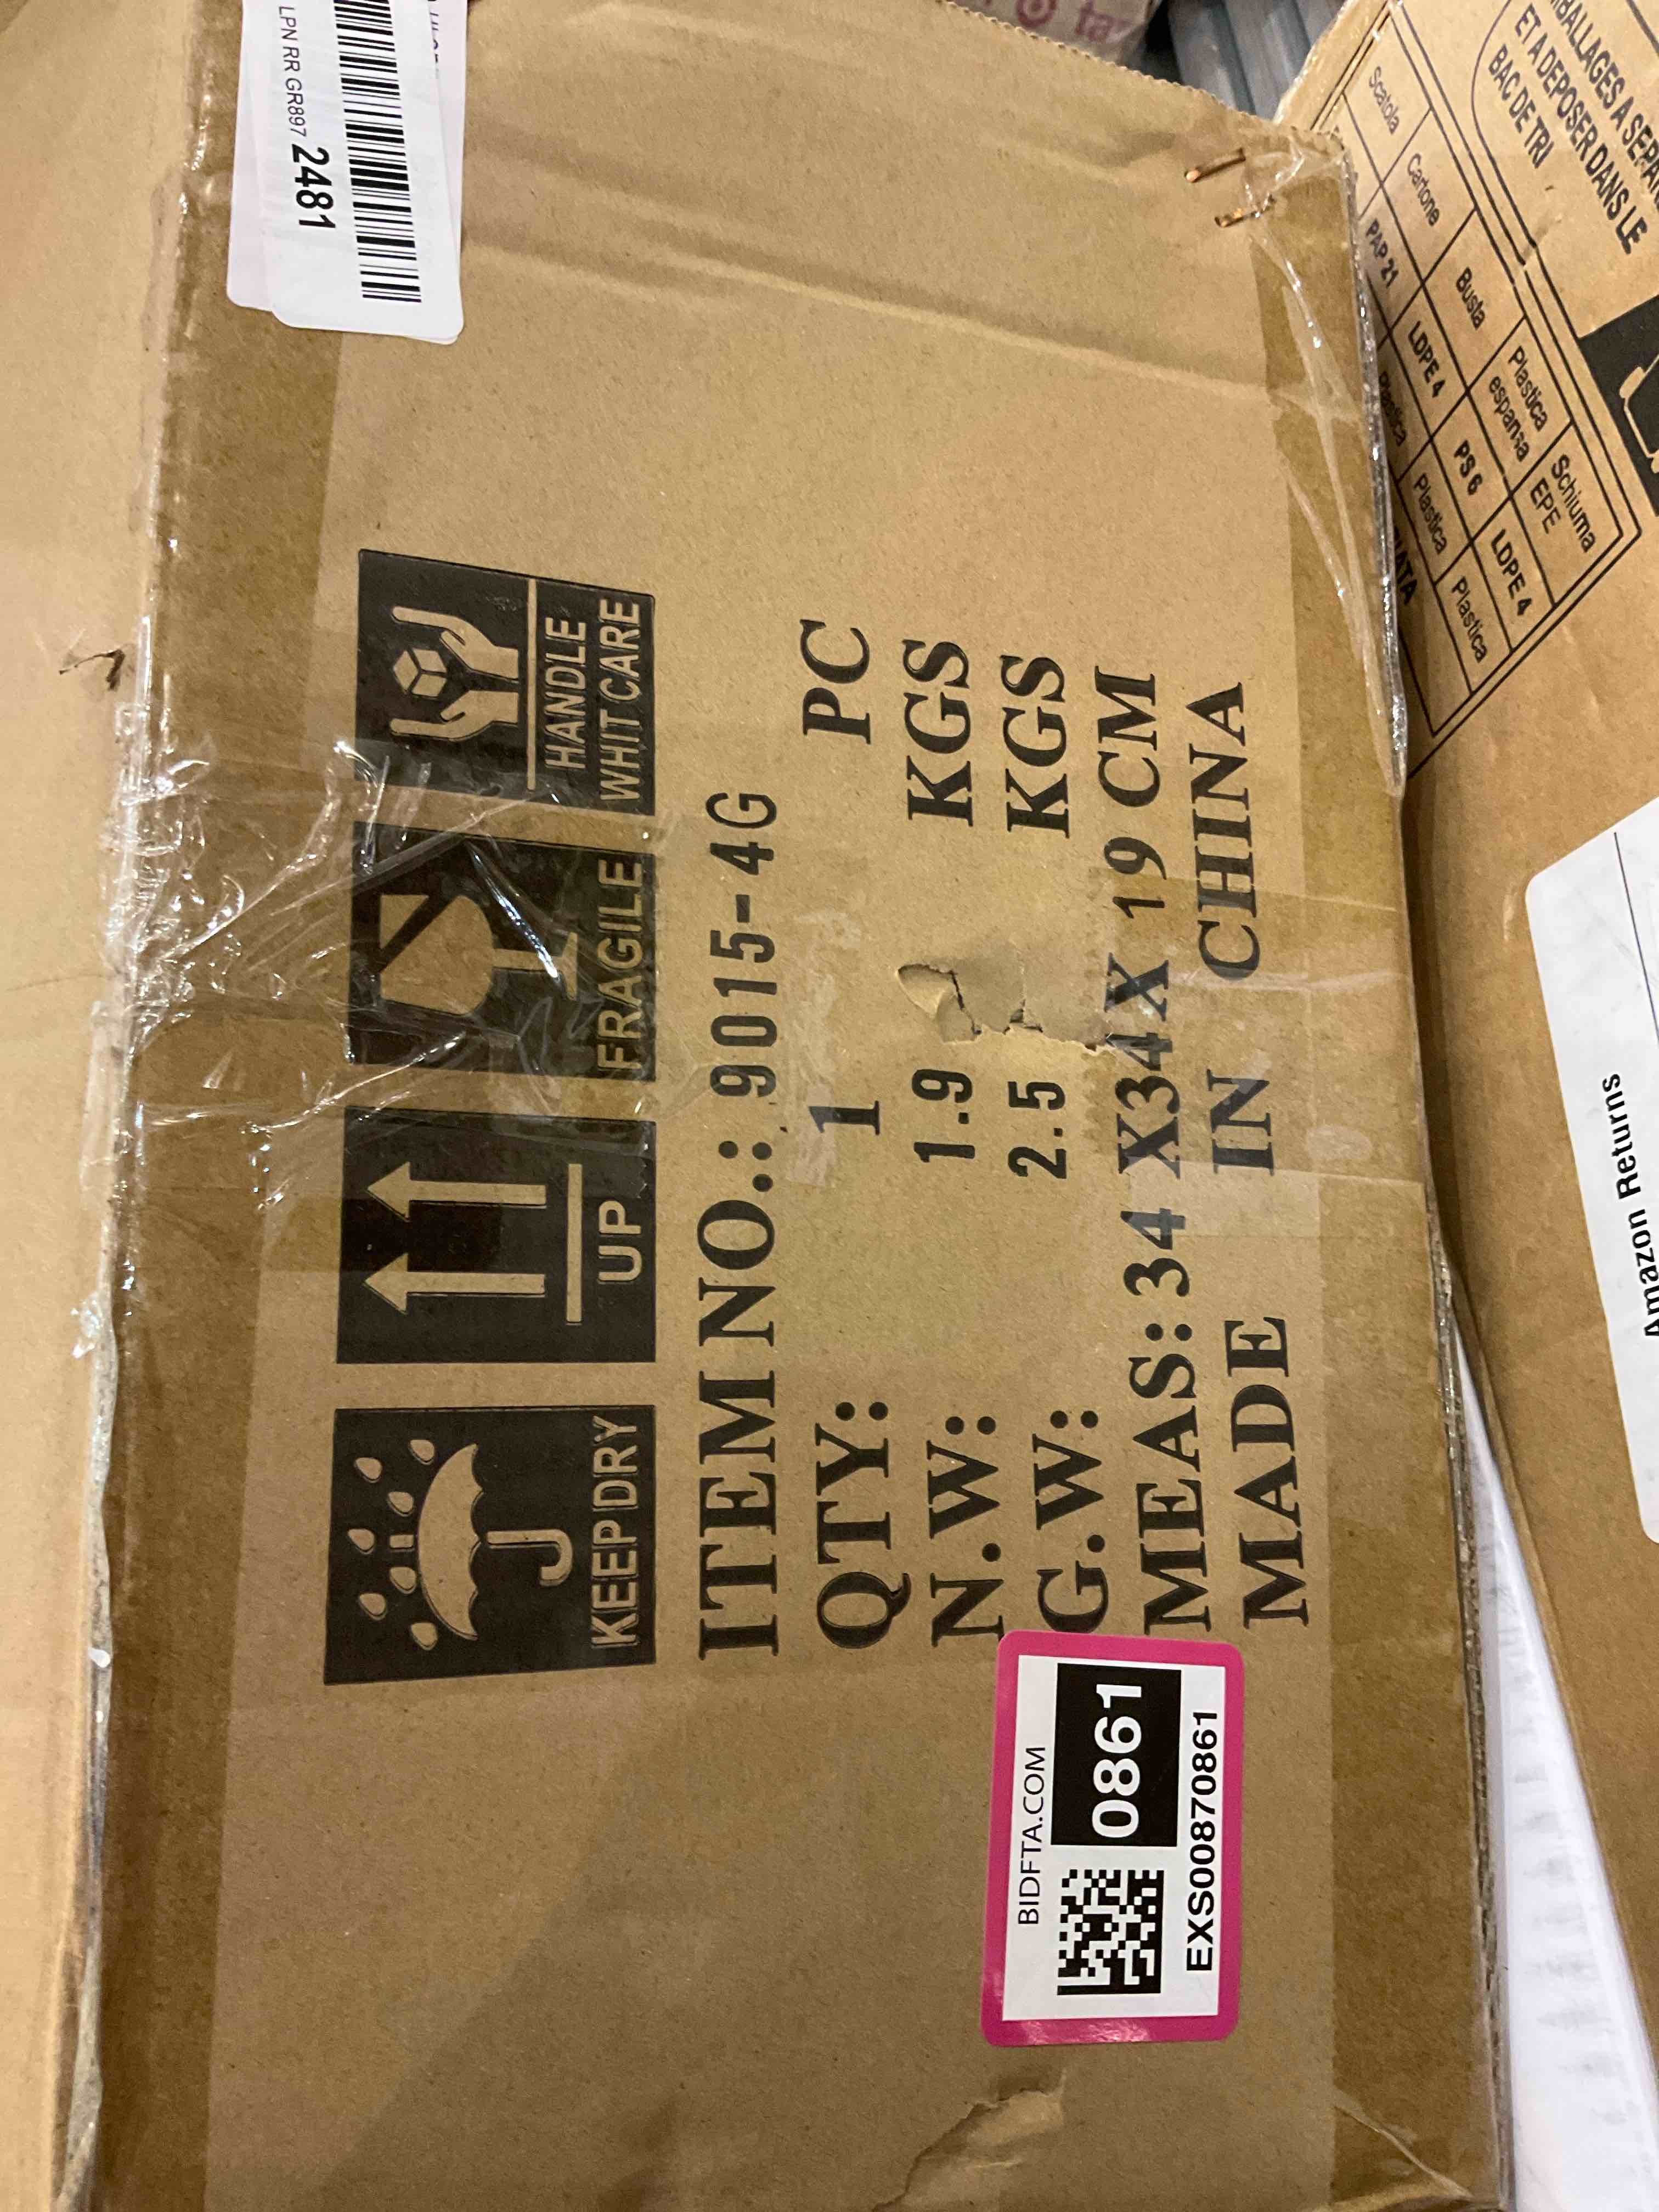 LPN RR GR897 2481
KEEP DRY
UP
FRAGILE
HANDLE
WHIT CARE
ITEM NO.: 9015-4G
QTY: 1 PC
N.W: 1.9 KGS
G.W: 2.5 KGS
MEAS: 34 X34X 19 CM
MADE IN CHINA
BIDFTA.COM
0861
EXS00870861
ET A DEPOSER DANS LE
BAC DE TRI
Scatola Cartone Busta Plastica espansa Schiuma EPE
PAP 21 LDPE 4 PS 6 LDPE 4
Plastica Plastica Plastica
Amazon Returns